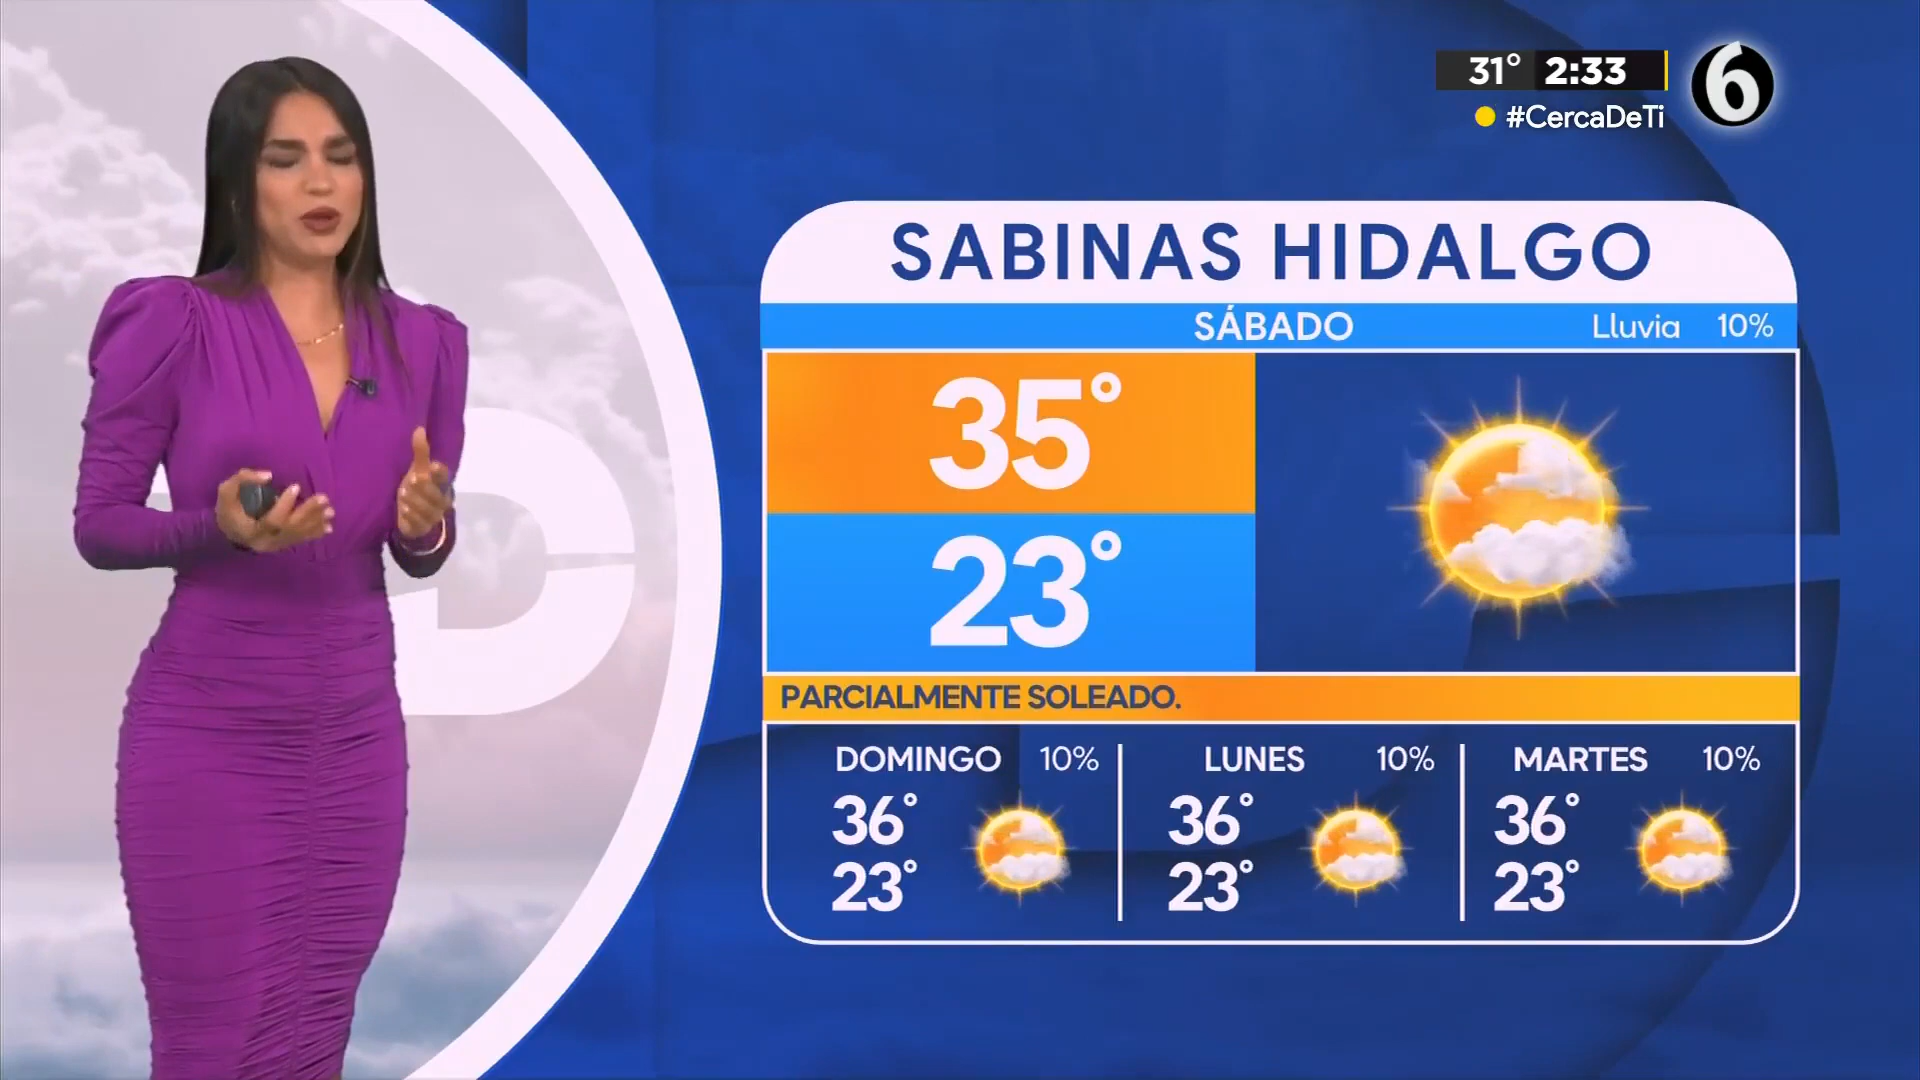 31° 2:33
6
#CercaDeTi
SABINAS HIDALGO
SÁBADO Lluvia 10%
35°
23°
PARCIALMENTE SOLEADO.
DOMINGO 10% LUNES 10% MARTES 10%
36° 36° 36°
23° 23° 23°